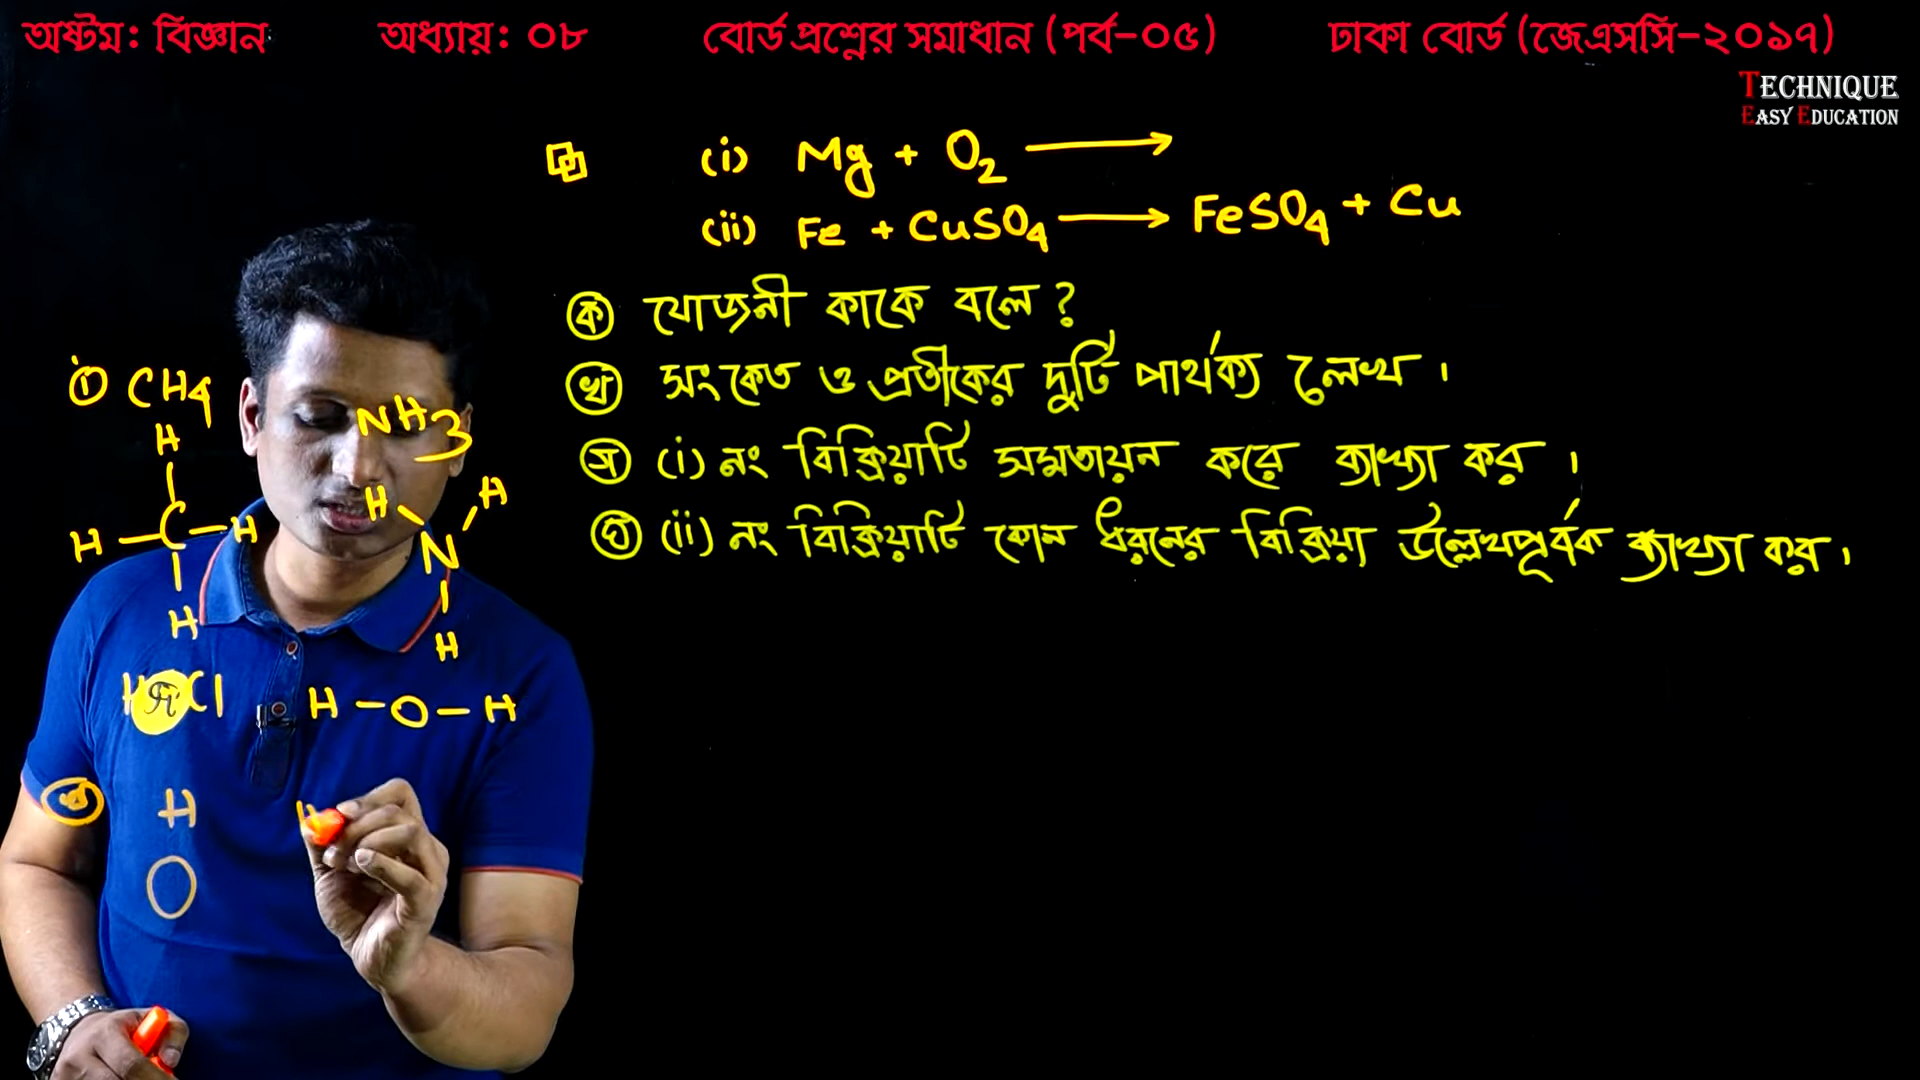 অষ্টম: বিজ্ঞান অধ্যায়: ০৮ বোর্ড প্রশ্নের সমাধান (পর্ব-০৫) ঢাকা বোর্ড (জেএসসি-২০১৭)
TECHNIQUE
EASY EDUCATION
(i) Mg + O2 ⟶
(ii) Fe + CuSO4 ⟶ FeSO4 + Cu
ক যোজনী কাকে বলে ?
খ সংকেত ও প্রতীকের দুটি পার্থক্য লেখ ।
গ (i) নং বিক্রিয়াটি সমতায়ন করে ব্যাখ্যা কর ।
ঘ (ii) নং বিক্রিয়াটি কোন ধরনের বিক্রিয়া উল্লেখপূর্বক ব্যাখ্যা কর ।
CH4
H
H – C – H
H
NH3
H H
N
H
H Cl
H – O – H
খ H
O
H